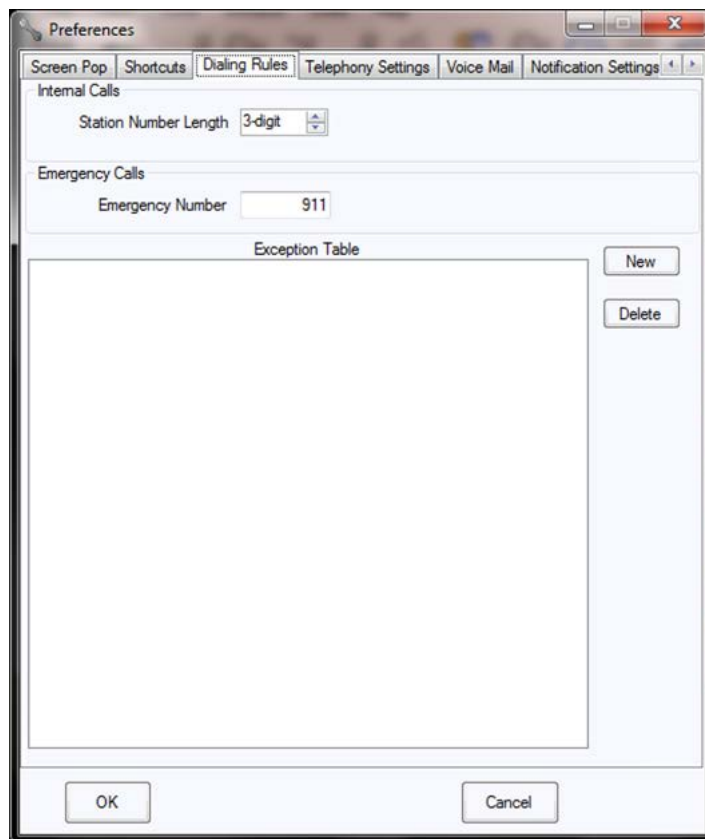 Preferences
Screen Pop Shortcuts Dialing Rules Telephony Settings Voice Mail Notification Settings
Internal Calls
Station Number Length 3-digit
Emergency Calls
Emergency Number 911
Exception Table
New
Delete
OK Cancel